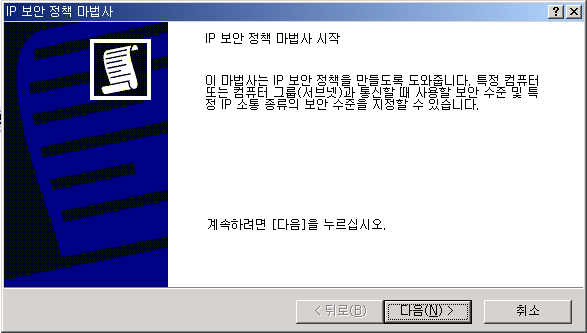 IP 보안 정책 마법사
IP 보안 정책 마법사 시작
이 마법사는 IP 보안 정책을 만들도록 도와줍니다. 특정 컴퓨터
또는 컴퓨터 그룹(서브넷)과 통신할 때 사용할 보안 수준 및 특
정 IP 소통 종류의 보안 수준을 지정할 수 있습니다.
계속하려면 [다음]을 누르십시오.
< 뒤로(B) 다음(N) > 취소